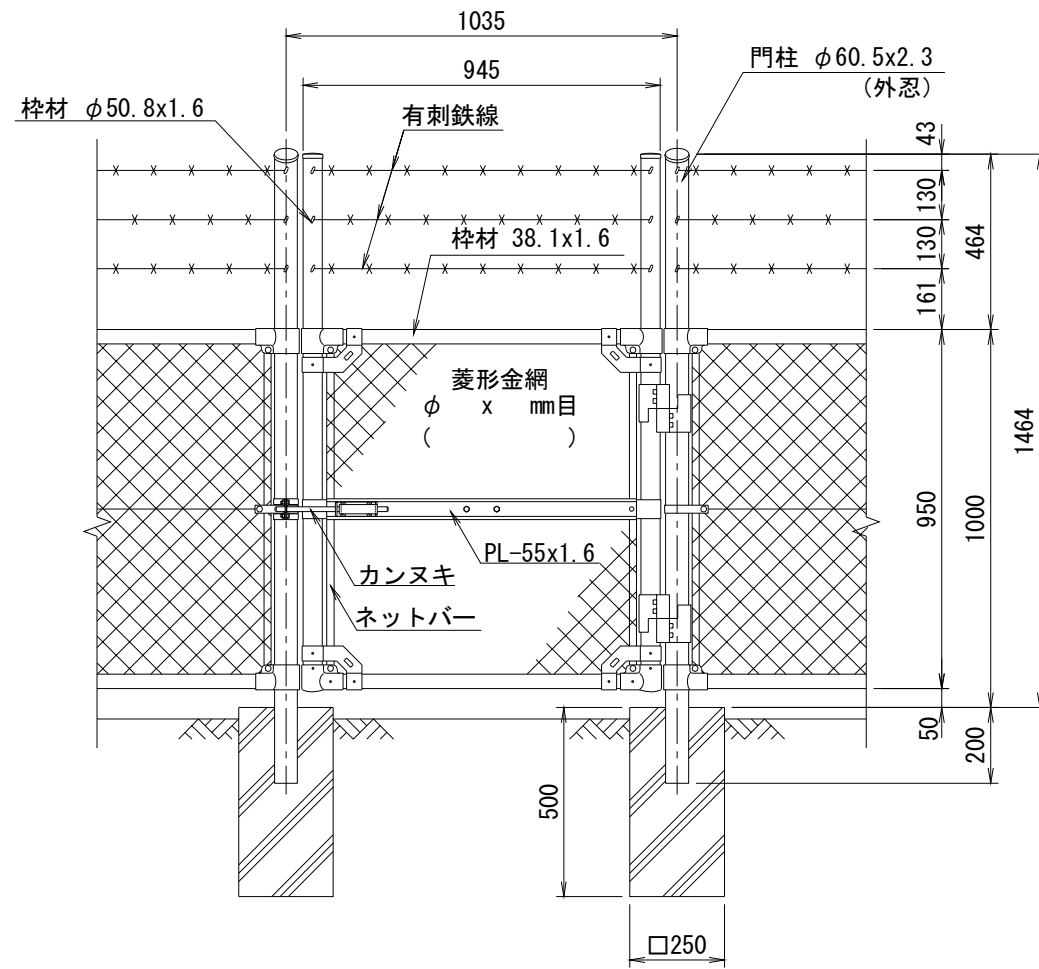 1035
945
門柱 φ60.5x2.3
(外忍)
枠材 φ50.8x1.6
有刺鉄線
43
130
130
161
464
枠材 38.1x1.6
菱形金網
φ x mm目
( )
1464
950
1000
PL-55x1.6
カンヌキ
ネットバー
50
200
500
□250